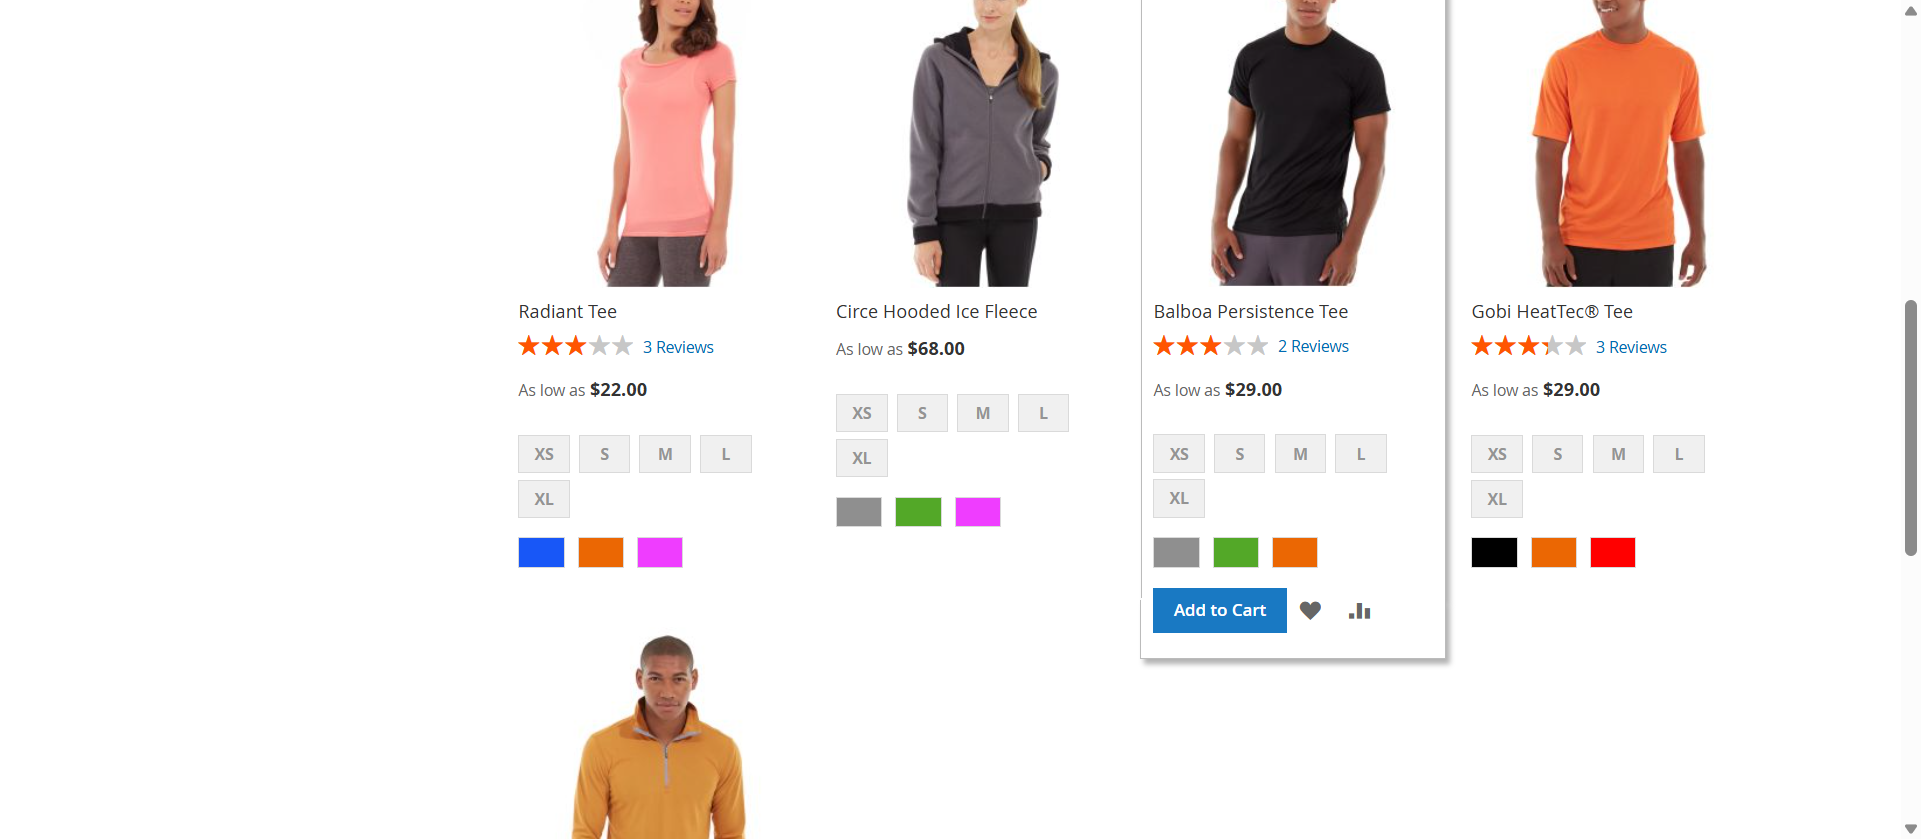 Radiant Tee
3 Reviews
As low as $22.00
XS S M L
XL
Circe Hooded Ice Fleece
As low as $68.00
XS S M L
XL
Balboa Persistence Tee
2 Reviews
As low as $29.00
XS S M L
XL
Add to Cart
Gobi HeatTec® Tee
3 Reviews
As low as $29.00
XS S M L
XL